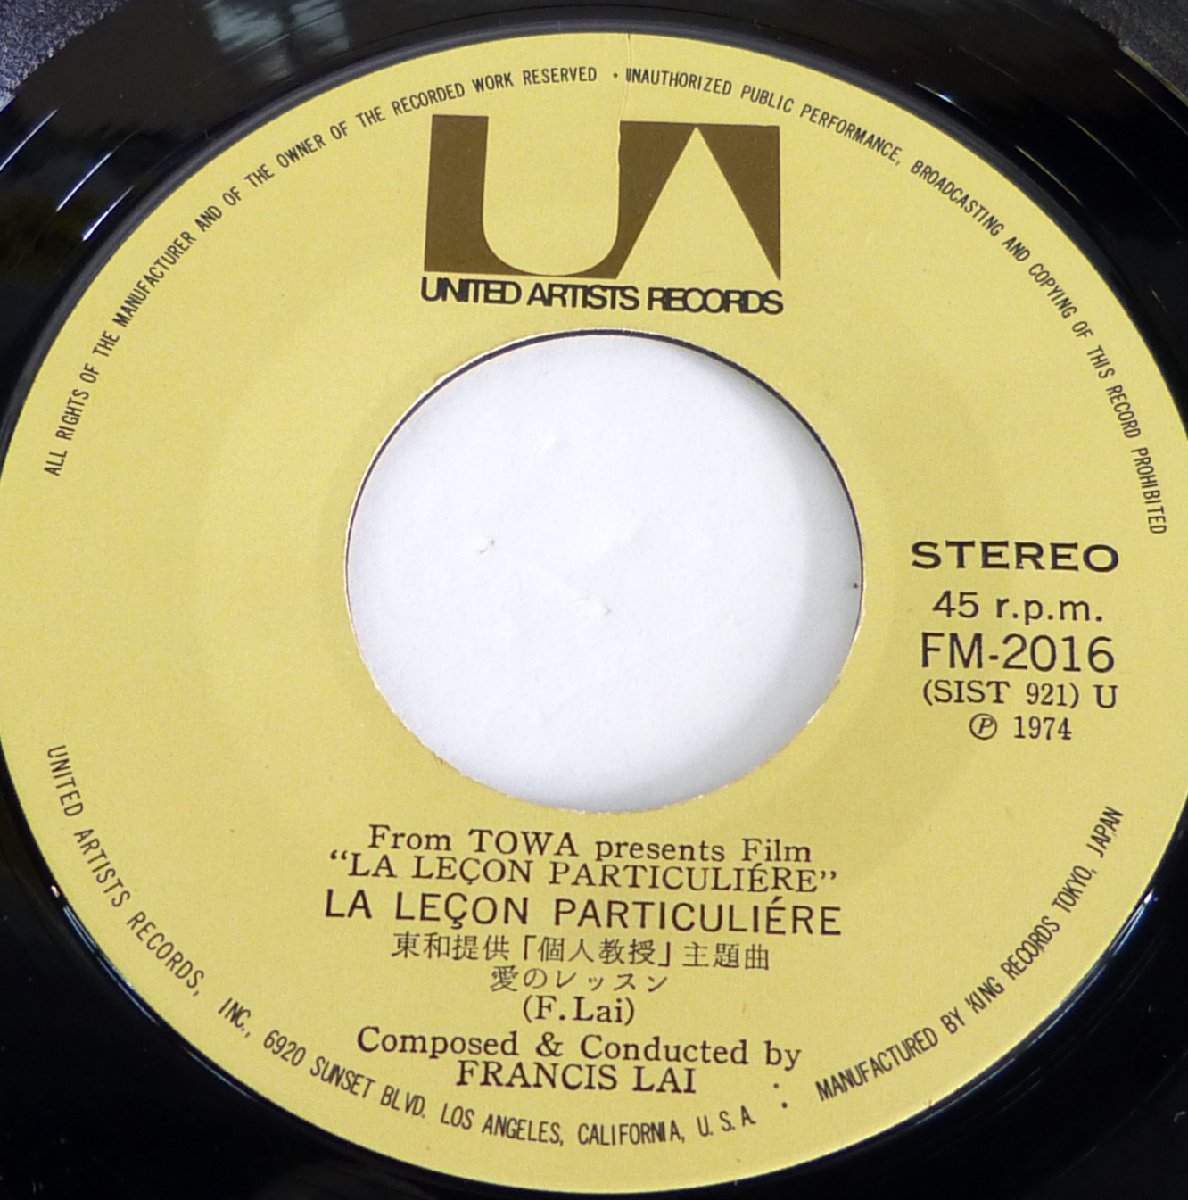 ALL RIGHTS OF THE MANUFACTURER AND OF THE OWNER OF THE RECORDED WORK RESERVED · UNAUTHORIZED PUBLIC PERFORMANCE, BROADCASTING AND COPYING OF THIS RECORD PROHIBITED
UA
UNITED ARTISTS RECORDS
STEREO
45 r.p.m.
FM-2016
(SIST 921) U
℗ 1974
From TOWA presents Film
“LA LEÇON PARTICULIÉRE”
LA LEÇON PARTICULIÉRE
東和提供「個人教授」主題曲
愛のレッスン
(F. Lai)
Composed & Conducted by
FRANCIS LAI
UNITED ARTISTS RECORDS, INC., 6920 SUNSET BLVD. LOS ANGELES, CALIFORNIA, U.S.A. · MANUFACTURED BY KING RECORDS TOKYO, JAPAN